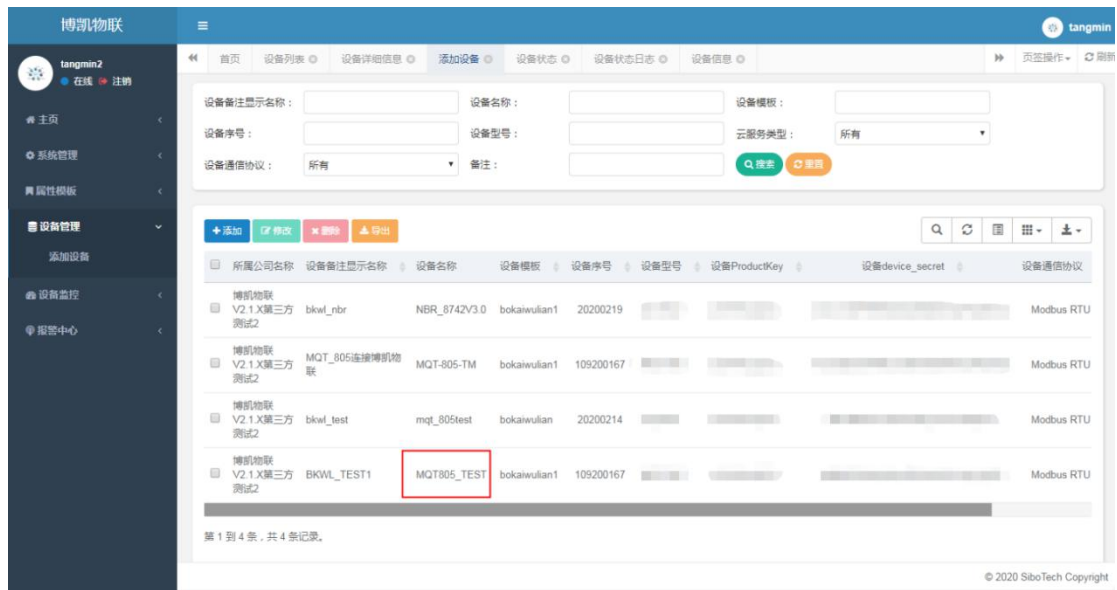 博凯物联
tangmin
tangmin2
在线 注销
首页 设备列表 设备详细信息 添加设备 设备状态 设备状态日志 设备信息 页签操作 刷新
主页
系统管理
属性模板
设备管理
添加设备
设备监控
报警中心
设备备注显示名称： 设备名称： 设备模板：
设备序号： 设备型号： 云服务类型： 所有
设备通信协议： 所有 备注： 搜索 重置
添加 修改 删除 导出
所属公司名称 设备备注显示名称 设备名称 设备模板 设备序号 设备型号 设备ProductKey 设备device_secret 设备通信协议
博凯物联
V2.1.X第三方 bkwl_nbr NBR_8742V3.0 bokaiwulian1 20200219 Modbus RTU
测试2
博凯物联
V2.1.X第三方 MQT_805连接博凯物联 MQT-805-TM bokaiwulian1 109200167 Modbus RTU
测试2
博凯物联
V2.1.X第三方 bkwl_test mqt_805test bokaiwulian 20200214 Modbus RTU
测试2
博凯物联
V2.1.X第三方 BKWL_TEST1 MQT805_TEST bokaiwulian1 109200167 Modbus RTU
测试2
第 1 到 4 条，共 4 条记录。
© 2020 SiboTech Copyright